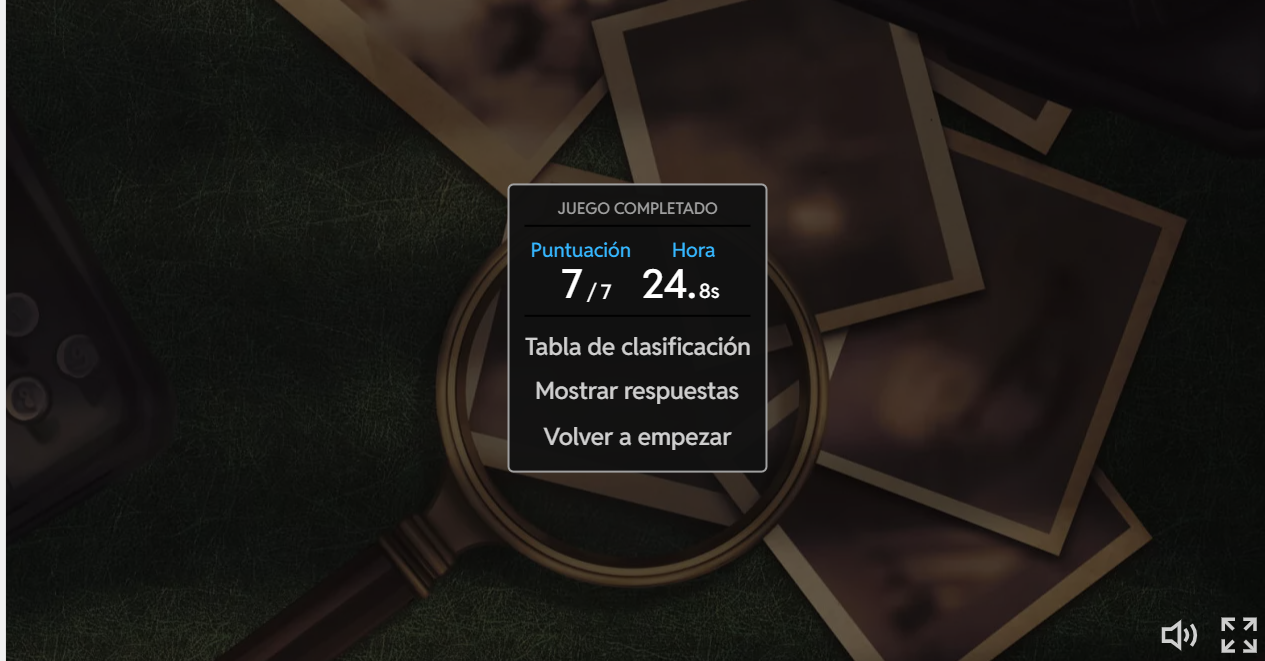 JUEGO COMPLETADO
Puntuación Hora
7 / 7 24.8s
Tabla de clasificación
Mostrar respuestas
Volver a empezar